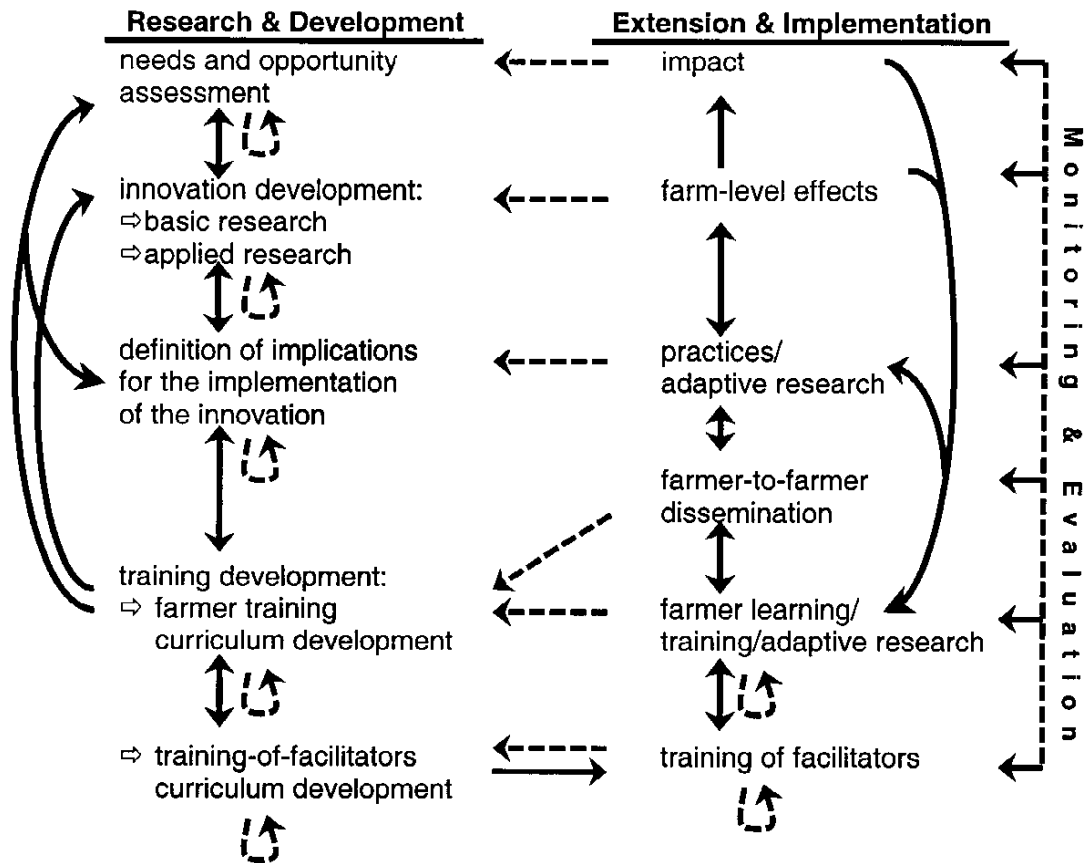 Research & Development
needs and opportunity
assessment
innovation development:
⇨basic research
⇨applied research
definition of implications
for the implementation
of the innovation
training development:
⇨ farmer training
curriculum development
⇨ training-of-facilitators
curriculum development
Extension & Implementation
impact
farm-level effects
practices/
adaptive research
farmer-to-farmer
dissemination
farmer learning/
training/adaptive research
training of facilitators
Monitoring & Evaluation